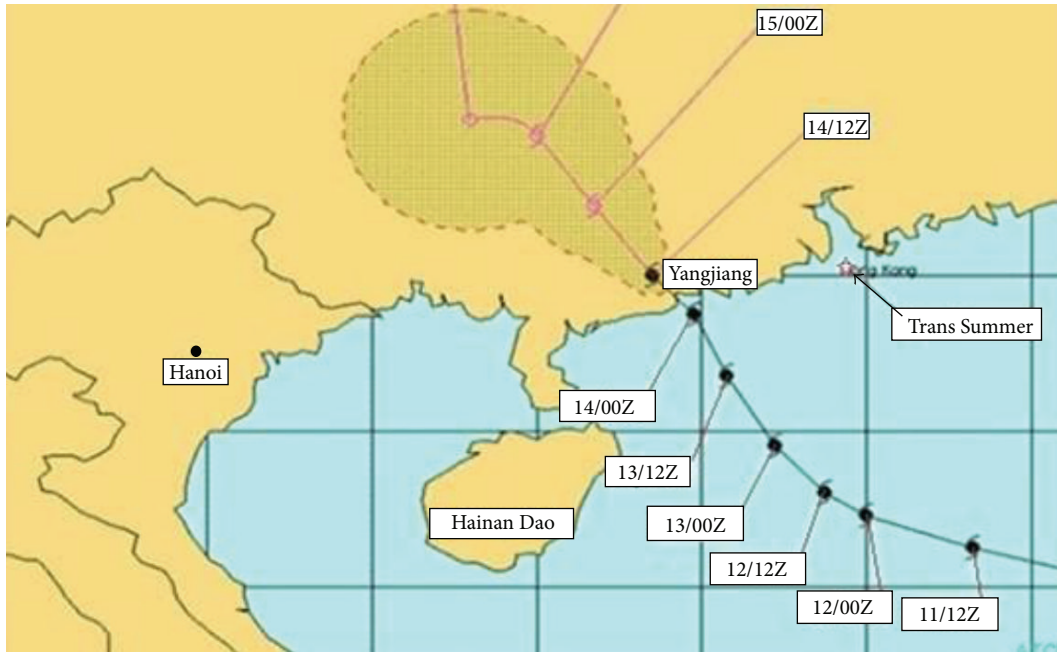 15/00Z
14/12Z
Yangjiang
Kong
Trans Summer
Hanoi
14/00Z
13/12Z
Hainan Dao
13/00Z
12/12Z
12/00Z
11/12Z